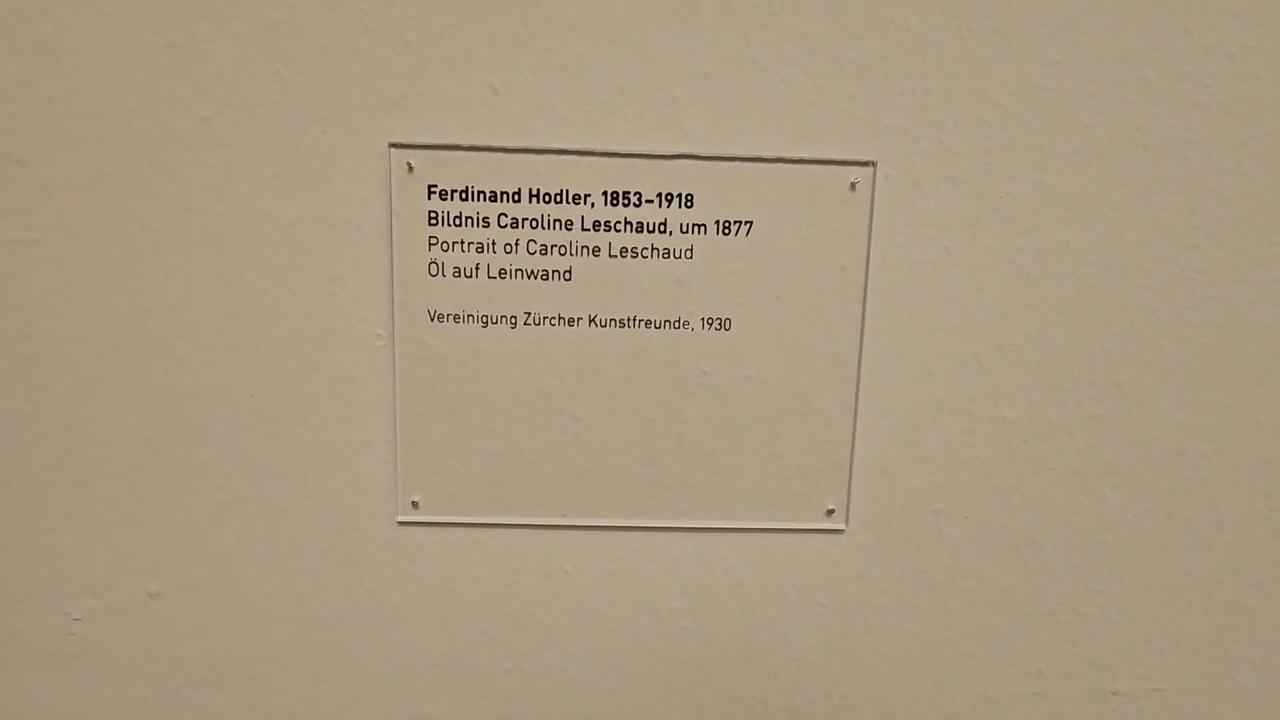 Ferdinand Hodler, 1853–1918
Bildnis Caroline Leschaud, um 1877
Portrait of Caroline Leschaud
Öl auf Leinwand
Vereinigung Zürcher Kunstfreunde, 1930